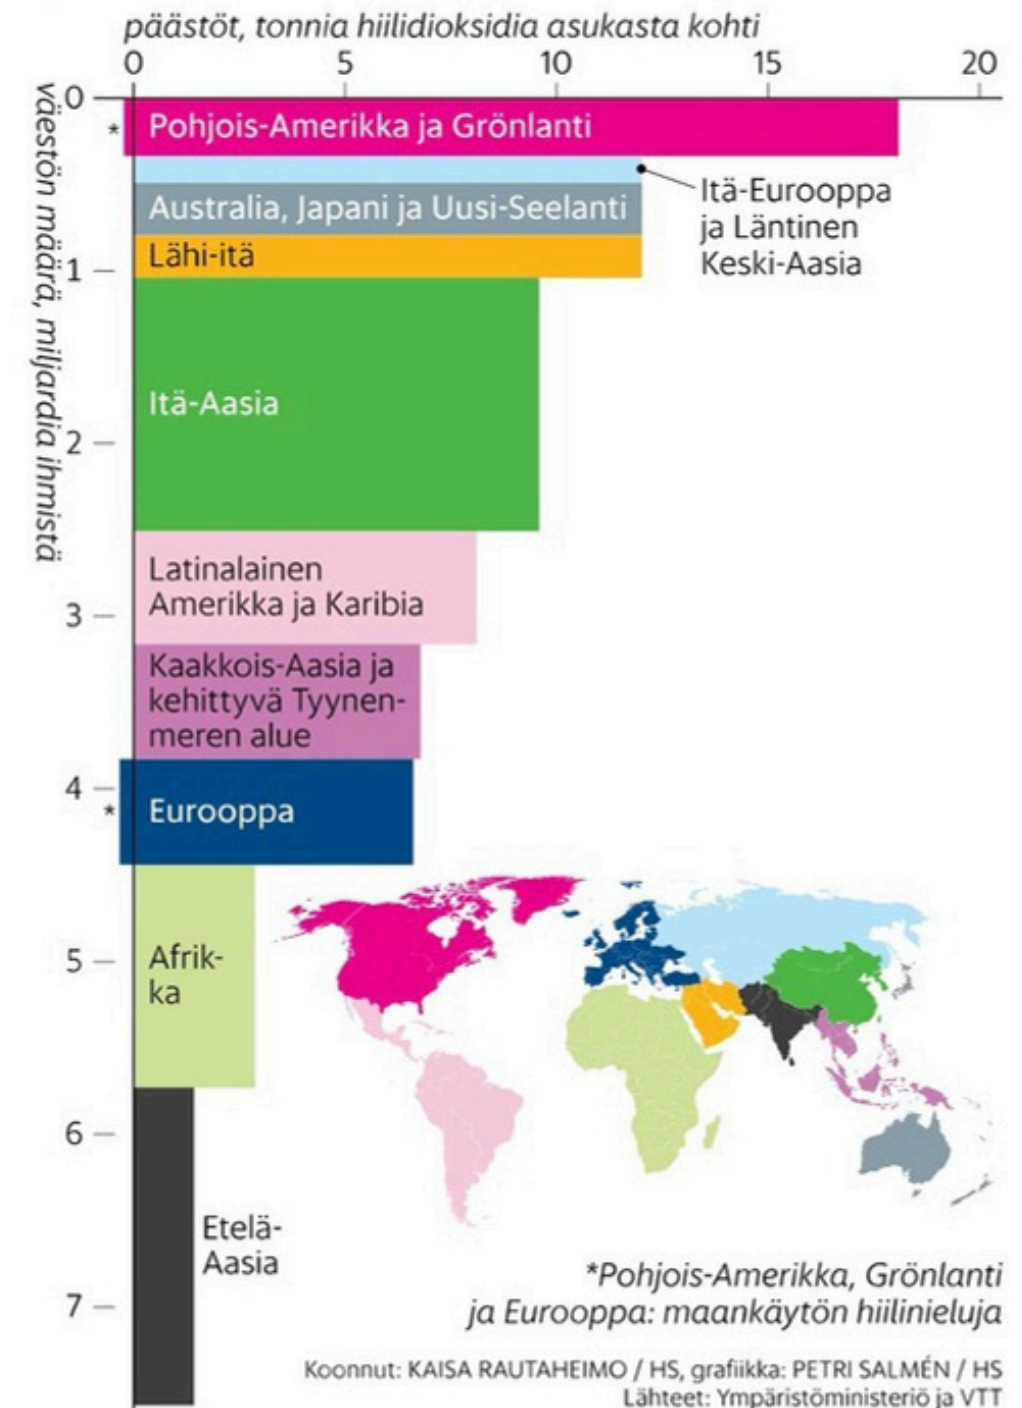 päästöt, tonnia hiilidioksidia asukasta kohti
0 5 10 15 20
väestön määrä, miljardia ihmistä
0
*
Pohjois-Amerikka ja Grönlanti
Itä-Eurooppa
ja Läntinen
Keski-Aasia
Australia, Japani ja Uusi-Seelanti
Lähi-itä
1
Itä-Aasia
2
Latinalainen
Amerikka ja Karibia
3
Kaakkois-Aasia ja
kehittyvä Tyynen-
meren alue
4
*
Eurooppa
5
Afrik-
ka
6
Etelä-
Aasia
7
*Pohjois-Amerikka, Grönlanti
ja Eurooppa: maankäytön hiilinieluja
Koonnut: KAISA RAUTAHEIMO / HS, grafiikka: PETRI SALMÉN / HS
Lähteet: Ympäristöministeriö ja VTT